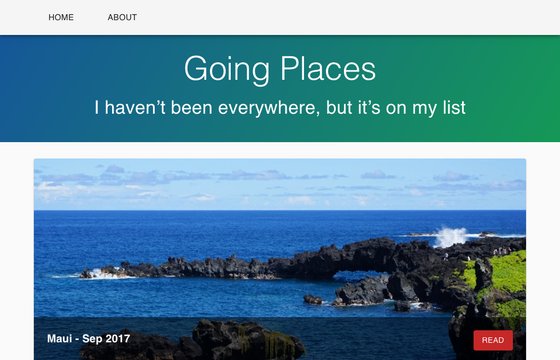 HOME ABOUT
Going Places
I haven’t been everywhere, but it’s on my list
Maui - Sep 2017
READ